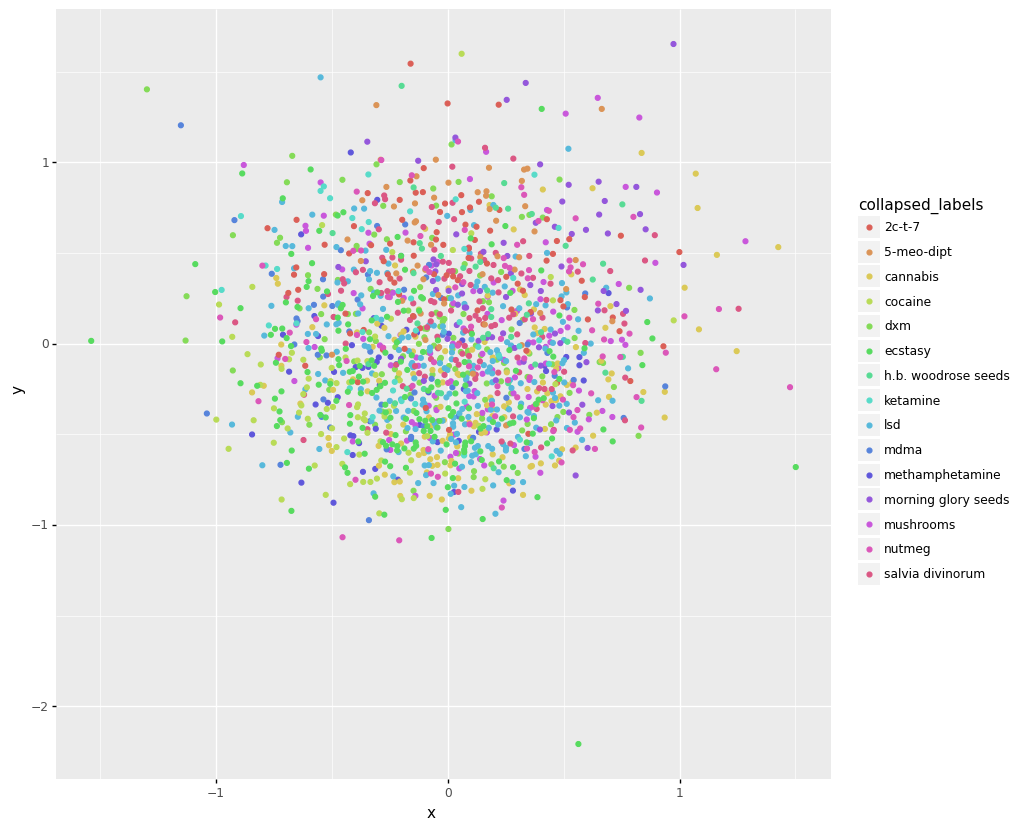 1
0
−1
−2
y
−1
0
1
x
collapsed_labels
2c-t-7
5-meo-dipt
cannabis
cocaine
dxm
ecstasy
h.b. woodrose seeds
ketamine
lsd
mdma
methamphetamine
morning glory seeds
mushrooms
nutmeg
salvia divinorum